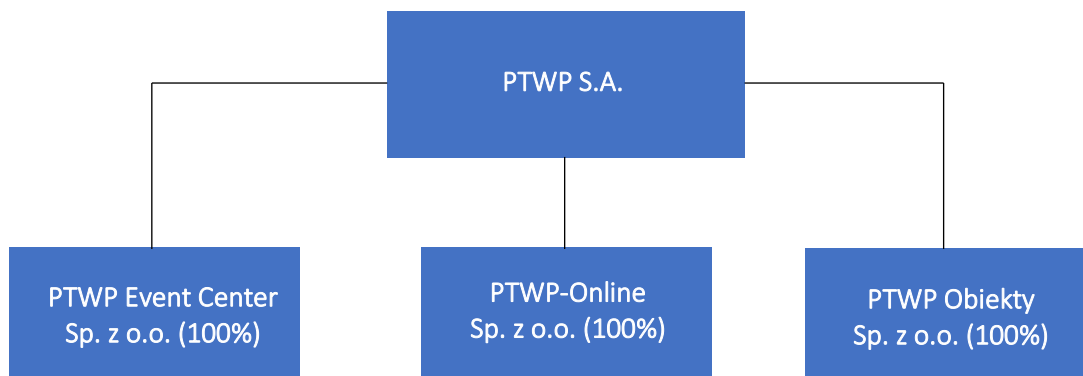 PTWP S.A.
PTWP Event Center
Sp. z o.o. (100%)
PTWP-Online
Sp. z o.o. (100%)
PTWP Obiekty
Sp. z o.o. (100%)